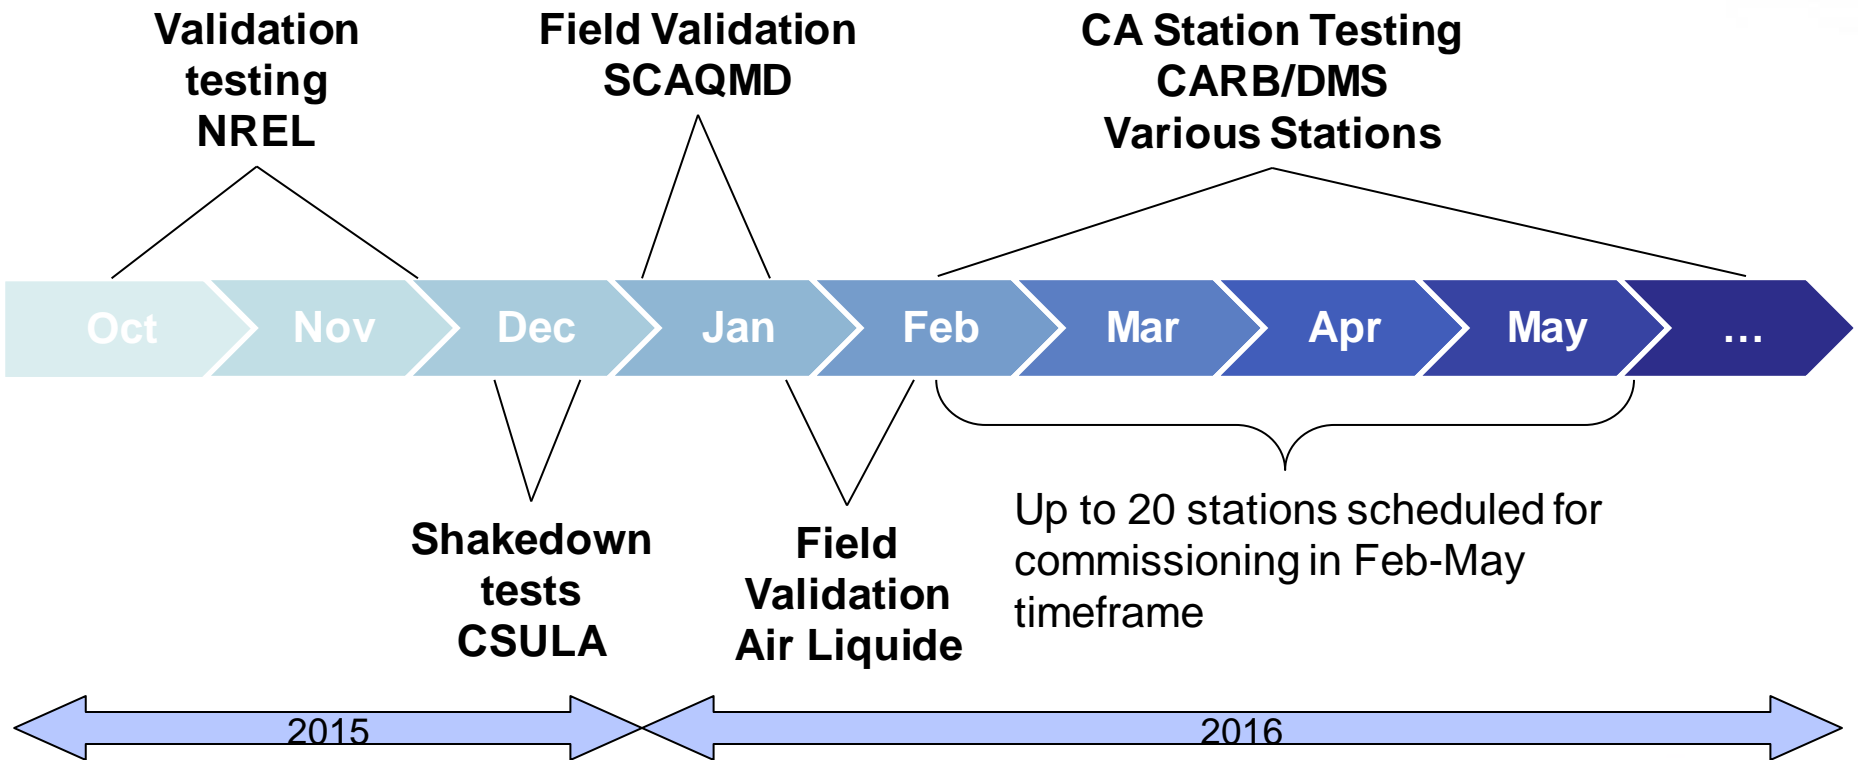 Validation
testing
NREL
Field Validation
SCAQMD
CA Station Testing
CARB/DMS
Various Stations
Oct
Nov
Dec
Jan
Feb
Mar
Apr
May
...
Shakedown
tests
CSULA
Field
Validation
Air Liquide
Up to 20 stations scheduled for
commissioning in Feb-May
timeframe
2015
2016